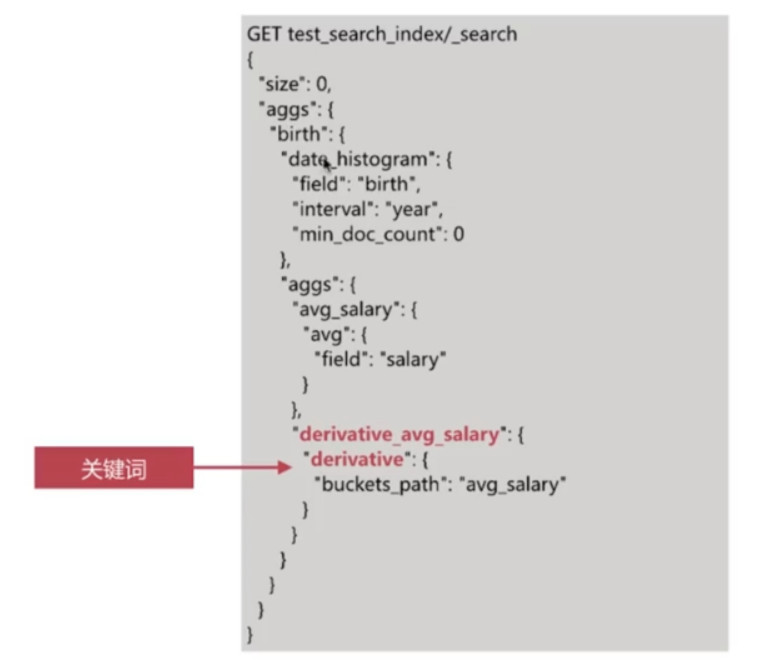 GET test_search_index/_search
{
"size": 0,
"aggs": {
"birth": {
"date_histogram": {
"field": "birth",
"interval": "year",
"min_doc_count": 0
},
"aggs": {
"avg_salary": {
"avg": {
"field": "salary"
}
},
"derivative_avg_salary": {
关键词
"derivative": {
"buckets_path": "avg_salary"
}
}
}
}
}
}